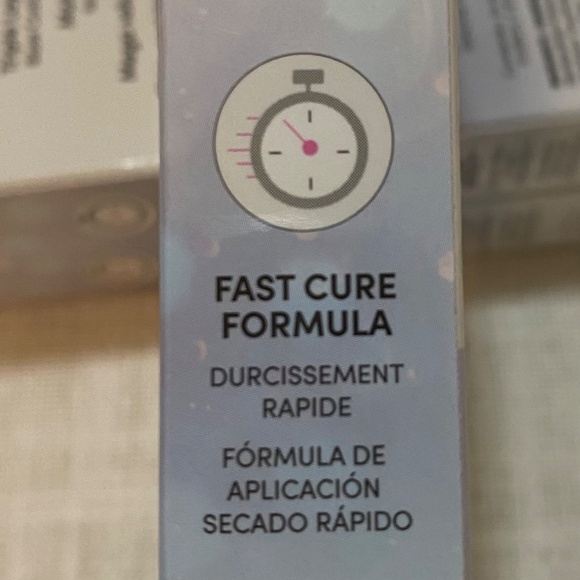 FAST CURE
FORMULA
DURCISSEMENT
RAPIDE
FÓRMULA DE
APLICACIÓN
SECADO RÁPIDO